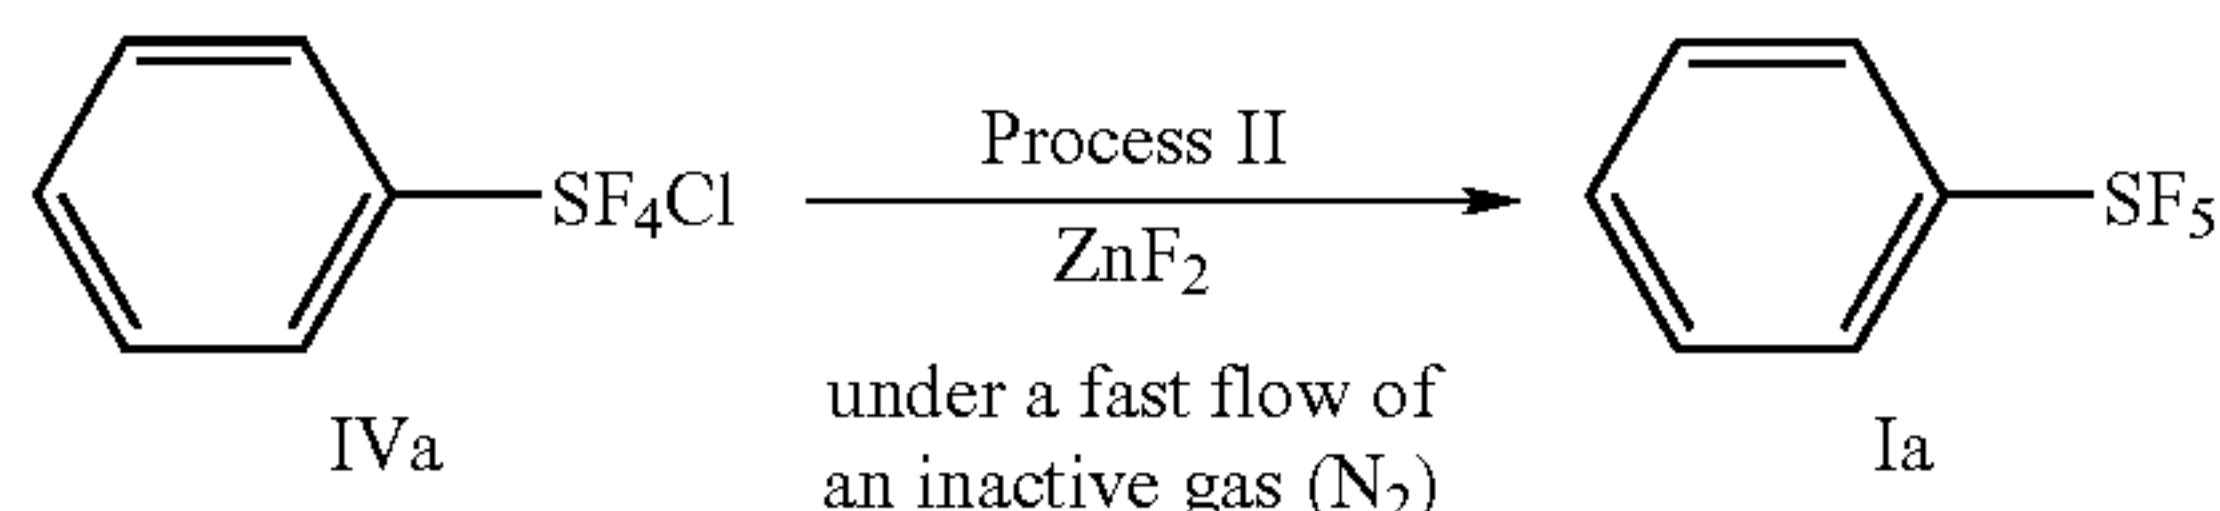 Process II
SF₄Cl
SF₅
ZnF₂
under a fast flow of
IVa
Ia
an inactive gas (N₂)